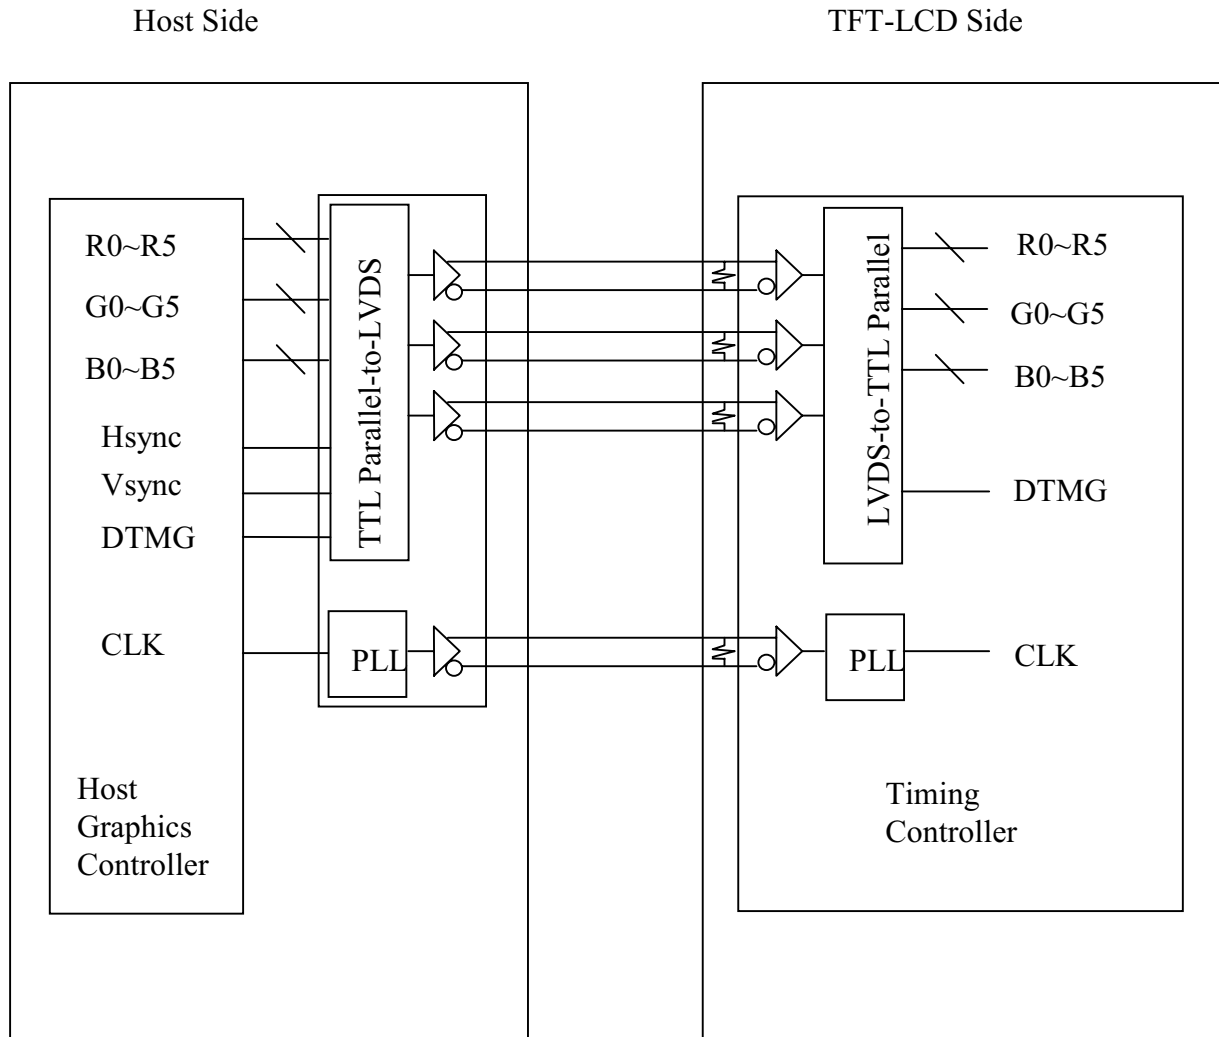 Host Side
TFT-LCD Side
R0~R5
G0~G5
B0~B5
Hsync
Vsync
DTMG
CLK
Host
Graphics
Controller
TTL Parallel-to-LVDS
PLL
LVDS-to-TTL Parallel
PLL
R0~R5
G0~G5
B0~B5
DTMG
CLK
Timing
Controller